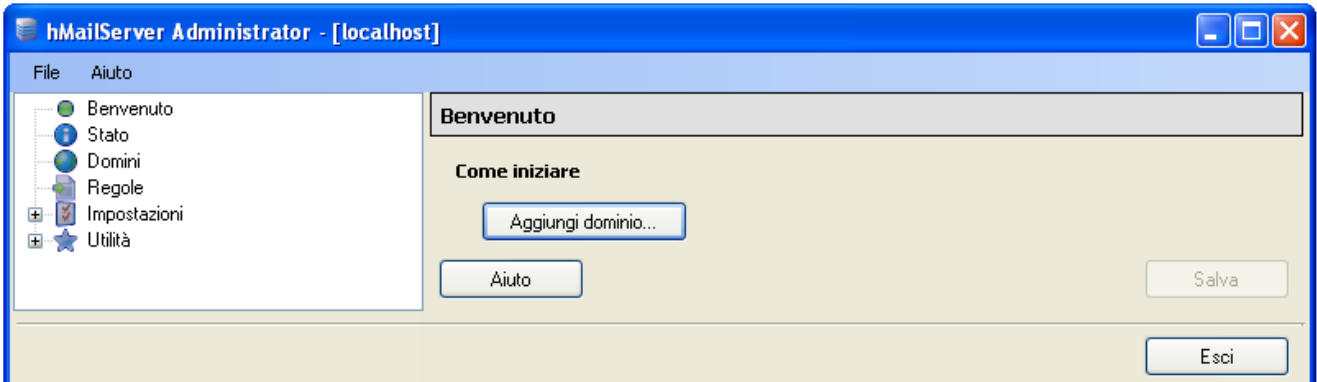 hMailServer Administrator - [localhost]
File Aiuto
Benvenuto
Stato
Domini
Regole
Impostazioni
Utilità
Benvenuto
Come iniziare
Aggiungi dominio...
Aiuto
Salva
Esci